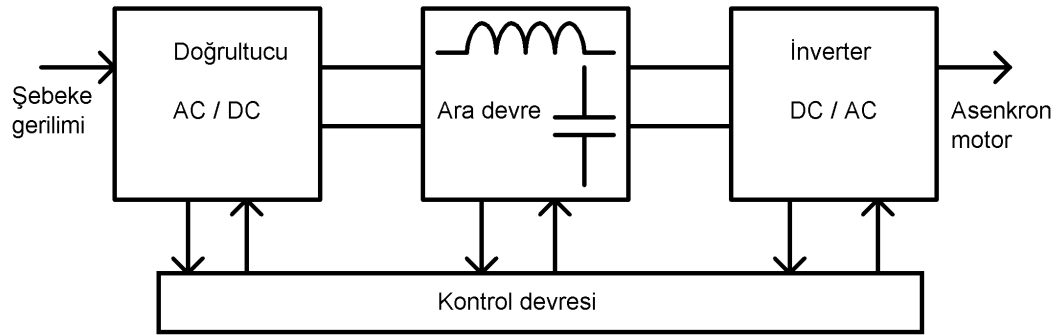 Şebeke
gerilimi
Doğrultucu
AC / DC
Ara devre
İnverter
DC / AC
Asenkron
motor
Kontrol devresi